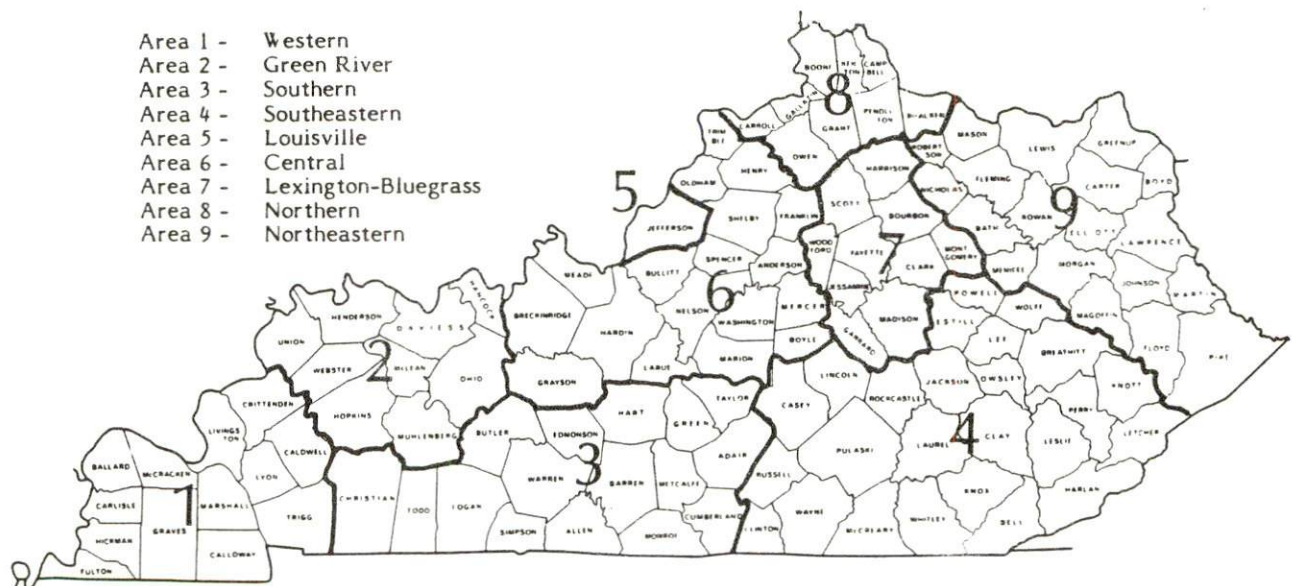 Area 1 - Western
Area 2 - Green River
Area 3 - Southern
Area 4 - Southeastern
Area 5 - Louisville
Area 6 - Central
Area 7 - Lexington-Bluegrass
Area 8 - Northern
Area 9 - Northeastern
BOONE
KENTON
CAMPBELL
8
GALLATIN
CARROLL
GRANT
PENDLETON
BRACKEN
TRIMBLE
OWEN
ROBERTSON
MASON
LEWIS
GREENUP
HENRY
HARRISON
FLEMING
CARTER
BOYD
5
OLDHAM
NICHOLAS
SHELBY
FRANKLIN
SCOTT
BOURBON
ROWAN
9
ELLIOTT
JEFFERSON
BATH
LAWRENCE
WOODFORD
FAYETTE
7
MONTGOMERY
SPENCER
ANDERSON
CLARK
MENIFEE
MORGAN
MEADE
BULLITT
JESSAMINE
JOHNSON
MARTIN
HANCOCK
BRECKINRIDGE
NELSON
6
MERCER
MADISON
POWELL
WOLFE
MAGOFFIN
HENDERSON
DAVIESS
HARDIN
WASHINGTON
ESTILL
LEE
FLOYD
PIKE
UNION
BOYLE
GARRARD
BREATHITT
WEBSTER
2
McLEAN
OHIO
GRAYSON
LARUE
MARION
LINCOLN
JACKSON
OWSLEY
KNOTT
CRITTENDEN
HOPKINS
HART
TAYLOR
CASEY
ROCKCASTLE
PERRY
LIVINGSTON
MUHLENBERG
BUTLER
EDMONSON
GREEN
LAUREL
4
CLAY
LESLIE
LETCHER
CALDWELL
ADAIR
PULASKI
BALLARD
McCRACKEN
LYON
WARREN
3
BARREN
METCALFE
RUSSELL
CARLISLE
1
MARSHALL
CHRISTIAN
TODD
LOGAN
KNOX
HARLAN
HICKMAN
GRAVES
TRIGG
SIMPSON
ALLEN
MONROE
CUMBERLAND
CLINTON
WAYNE
McCREARY
WHITLEY
BELL
CALLOWAY
FULTON